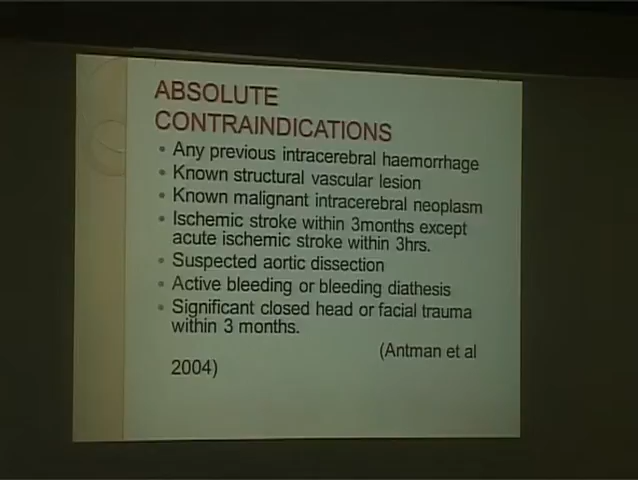 ABSOLUTE
CONTRAINDICATIONS
• Any previous intracerebral haemorrhage
• Known structural vascular lesion
• Known malignant intracerebral neoplasm
• Ischemic stroke within 3months except
acute ischemic stroke within 3hrs.
• Suspected aortic dissection
• Active bleeding or bleeding diathesis
• Significant closed head or facial trauma
within 3 months.
(Antman et al
2004)